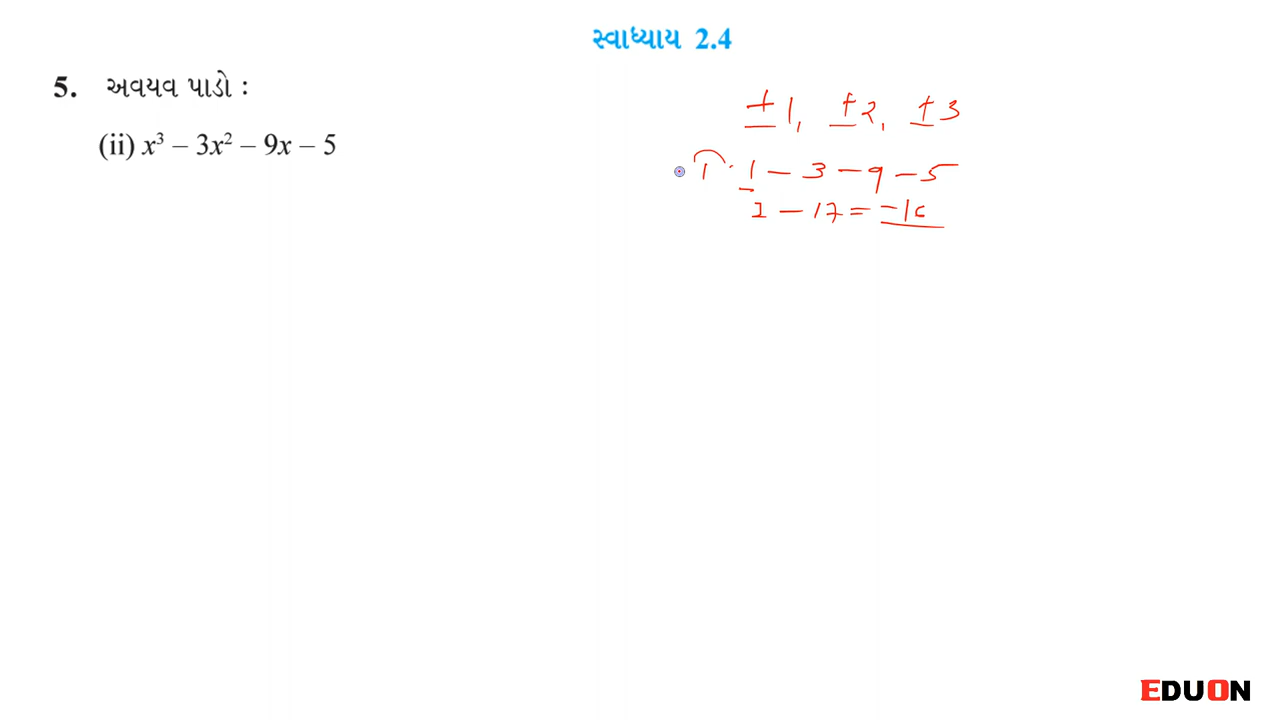 સ્વાધ્યાય 2.4
5. અવયવ પાડો :
(ii) x³ – 3x² – 9x – 5
± 1, ± 2, ± 3
1 · 1 – 3 – 9 – 5
1 – 17 = –16
EDUON